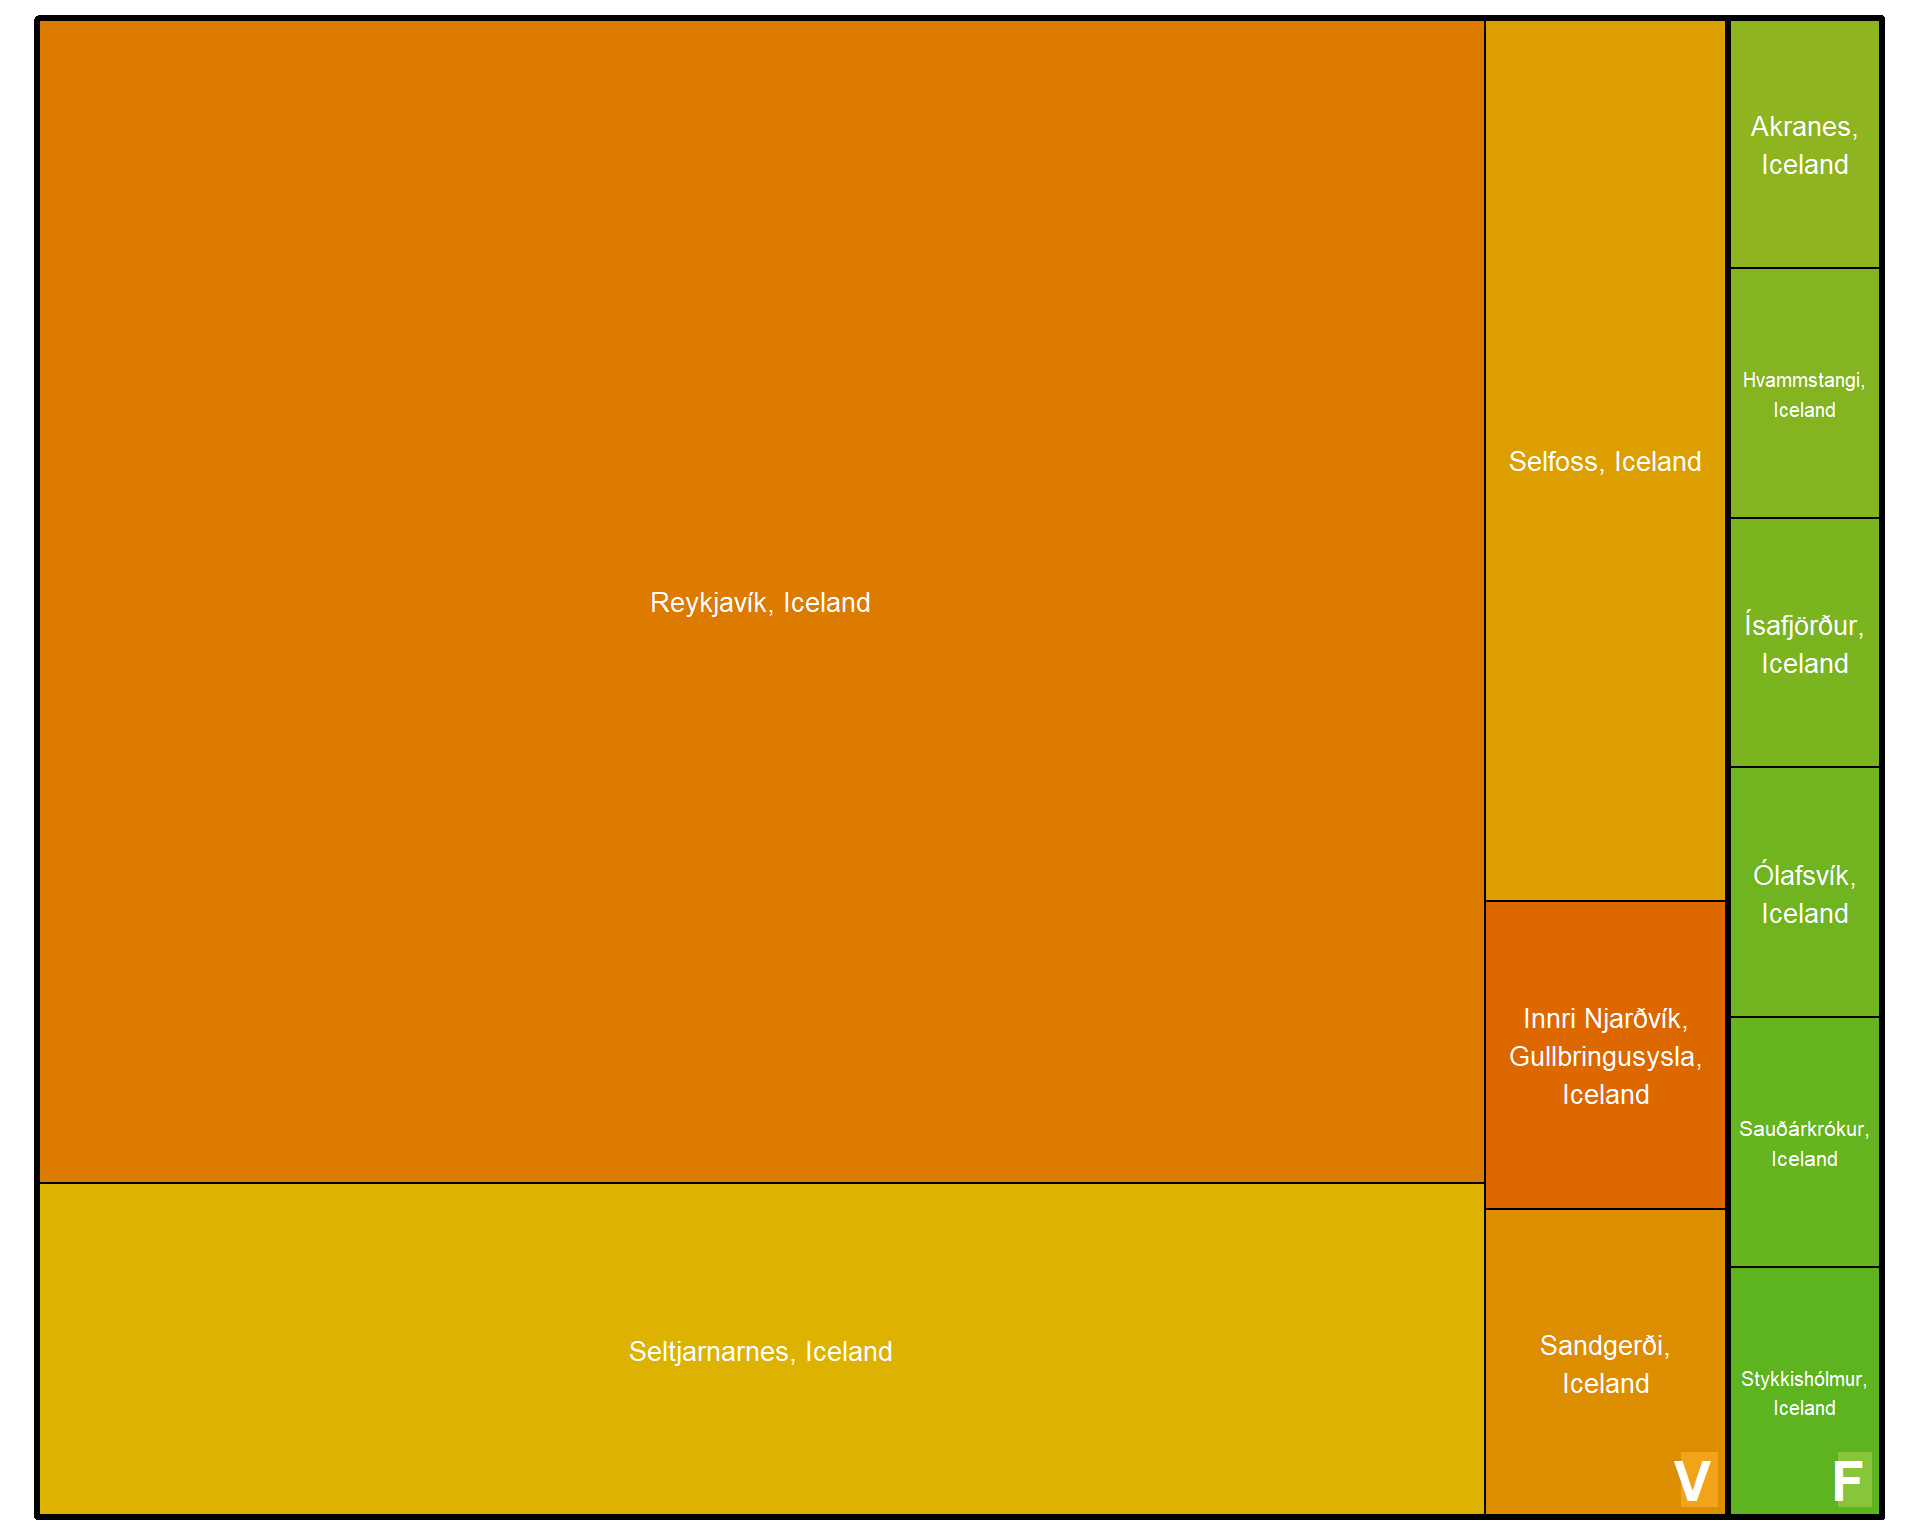 Reykjavík, Iceland
Seltjarnarnes, Iceland
Selfoss, Iceland
Innri Njarðvík,
Gullbringusysla,
Iceland
Sandgerði,
Iceland
V
Akranes,
Iceland
Hvammstangi,
Iceland
Ísafjörður,
Iceland
Ólafsvík,
Iceland
Sauðárkrókur,
Iceland
Stykkishólmur,
Iceland
F